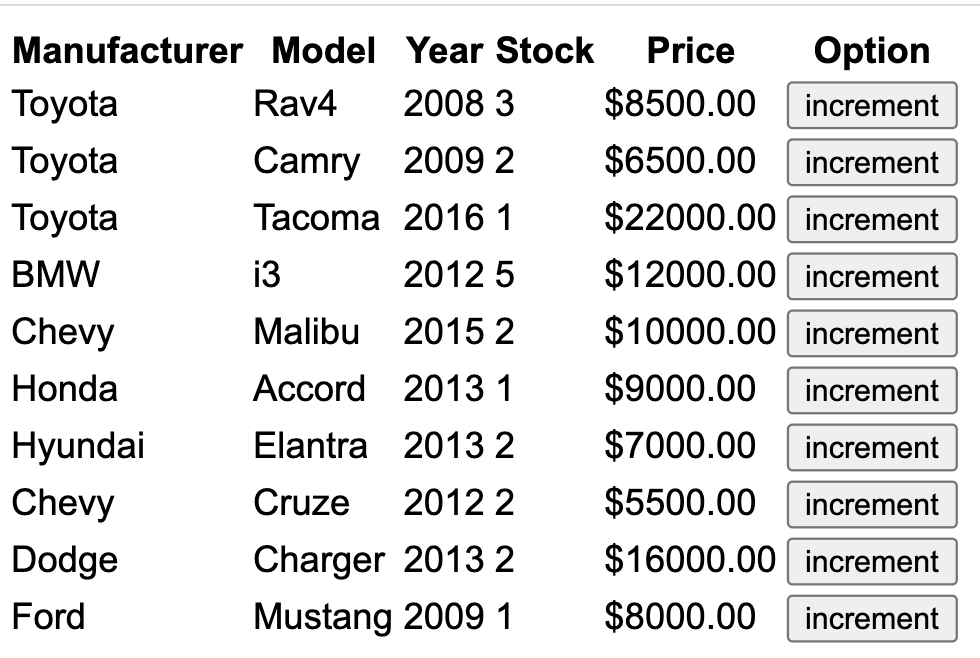 Manufacturer Model Year Stock Price Option
Toyota Rav4 2008 3 $8500.00 increment
Toyota Camry 2009 2 $6500.00 increment
Toyota Tacoma 2016 1 $22000.00 increment
BMW i3 2012 5 $12000.00 increment
Chevy Malibu 2015 2 $10000.00 increment
Honda Accord 2013 1 $9000.00 increment
Hyundai Elantra 2013 2 $7000.00 increment
Chevy Cruze 2012 2 $5500.00 increment
Dodge Charger 2013 2 $16000.00 increment
Ford Mustang 2009 1 $8000.00 increment